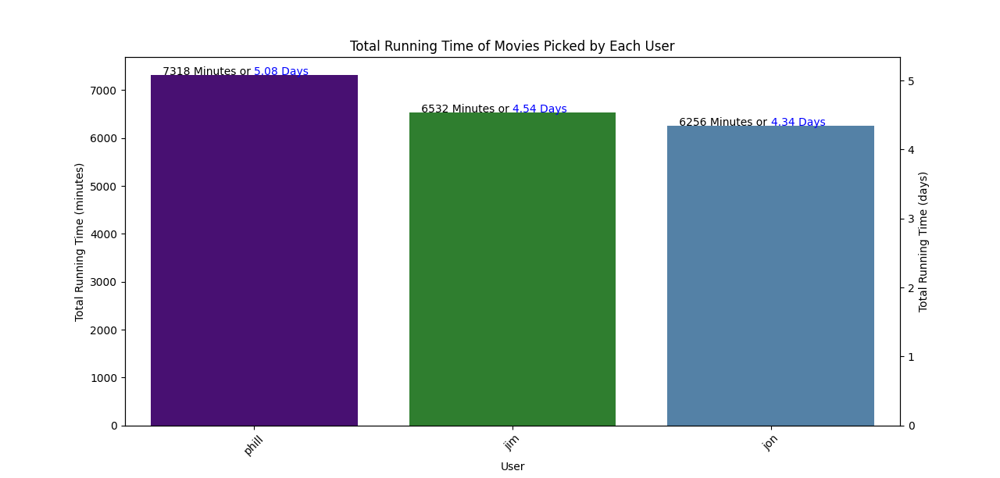 Total Running Time of Movies Picked by Each User
7318 Minutes or 5.08 Days
6532 Minutes or 4.54 Days
6256 Minutes or 4.34 Days
Total Running Time (minutes)
7000
6000
5000
4000
3000
2000
1000
0
Total Running Time (days)
5
4
3
2
1
0
phill
jim
jon
User